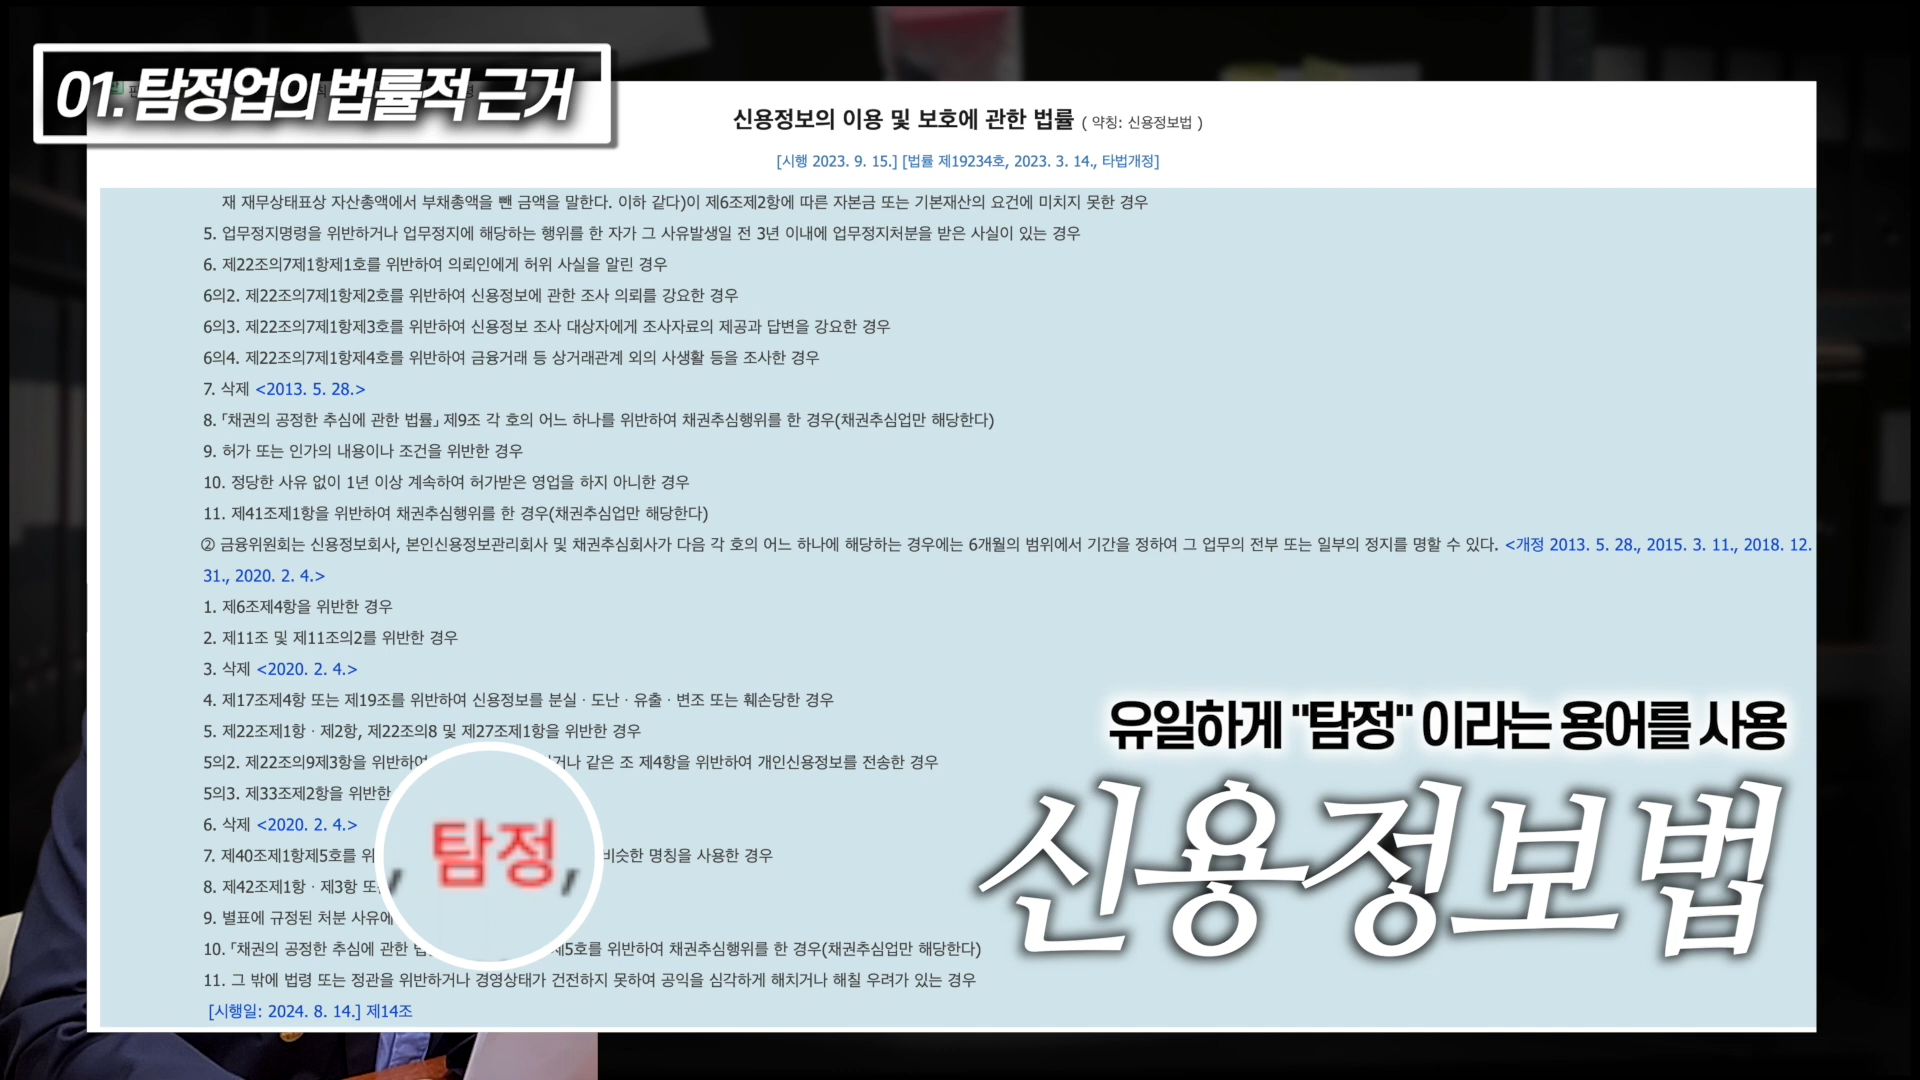 01. 탐정업의 법률적 근거
신용정보의 이용 및 보호에 관한 법률 ( 약칭: 신용정보법 )
[시행 2023. 9. 15.] [법률 제19234호, 2023. 3. 14., 타법개정]
재 재무상태표상 자산총액에서 부채총액을 뺀 금액을 말한다. 이하 같다)이 제6조제2항에 따른 자본금 또는 기본재산의 요건에 미치지 못한 경우
5. 업무정지명령을 위반하거나 업무정지에 해당하는 행위를 한 자가 그 사유발생일 전 3년 이내에 업무정지처분을 받은 사실이 있는 경우
6. 제22조의7제1항제1호를 위반하여 의뢰인에게 허위 사실을 알린 경우
6의2. 제22조의7제1항제2호를 위반하여 신용정보에 관한 조사 의뢰를 강요한 경우
6의3. 제22조의7제1항제3호를 위반하여 신용정보 조사 대상자에게 조사자료의 제공과 답변을 강요한 경우
6의4. 제22조의7제1항제4호를 위반하여 금융거래 등 상거래관계 외의 사생활 등을 조사한 경우
7. 삭제 <2013. 5. 28.>
8. 「채권의 공정한 추심에 관한 법률」 제9조 각 호의 어느 하나를 위반하여 채권추심행위를 한 경우(채권추심업만 해당한다)
9. 허가 또는 인가의 내용이나 조건을 위반한 경우
10. 정당한 사유 없이 1년 이상 계속하여 허가받은 영업을 하지 아니한 경우
11. 제41조제1항을 위반하여 채권추심행위를 한 경우(채권추심업만 해당한다)
② 금융위원회는 신용정보회사, 본인신용정보관리회사 및 채권추심회사가 다음 각 호의 어느 하나에 해당하는 경우에는 6개월의 범위에서 기간을 정하여 그 업무의 전부 또는 일부의 정지를 명할 수 있다. <개정 2013. 5. 28., 2015. 3. 11., 2018. 12.
31., 2020. 2. 4.>
1. 제6조제4항을 위반한 경우
2. 제11조 및 제11조의2를 위반한 경우
3. 삭제 <2020. 2. 4.>
4. 제17조제4항 또는 제19조를 위반하여 신용정보를 분실ㆍ도난ㆍ유출ㆍ변조 또는 훼손당한 경우
5. 제22조제1항ㆍ제2항, 제22조의8 및 제27조제1항을 위반한 경우
5의2. 제22조의9제3항을 위반하여 거나 같은 조 제4항을 위반하여 개인신용정보를 전송한 경우
5의3. 제33조제2항을 위반한
6. 삭제 <2020. 2. 4.>
7. 제40조제1항제5호를 위 , 탐정, 비슷한 명칭을 사용한 경우
8. 제42조제1항ㆍ제3항 또는
9. 별표에 규정된 처분 사유에
10. 「채권의 공정한 추심에 관한 법 제5호를 위반하여 채권추심행위를 한 경우(채권추심업만 해당한다)
11. 그 밖에 법령 또는 정관을 위반하거나 경영상태가 건전하지 못하여 공익을 심각하게 해치거나 해칠 우려가 있는 경우
[시행일: 2024. 8. 14.] 제14조
유일하게 "탐정" 이라는 용어를 사용
신용정보법